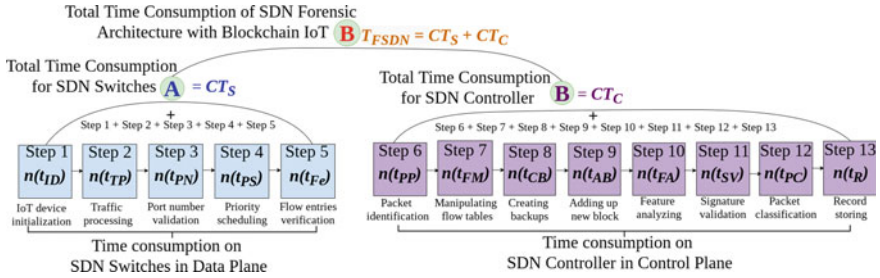 Total Time Consumption of SDN Forensic
Architecture with Blockchain IoT B T_FSDN = CT_S + CT_C
Total Time Consumption
for SDN Switches A = CT_S
Total Time Consumption
for SDN Controller B = CT_C
+
Step 1 + Step 2 + Step 3 + Step 4 + Step 5
+
Step 6 + Step 7 + Step 8 + Step 9 + Step 10 + Step 11 + Step 12 + Step 13
Step 1
n(t_ID)
IoT device
initialization
Step 2
n(t_TP)
Traffic
processing
Step 3
n(t_PN)
Port number
validation
Step 4
n(t_PS)
Priority
scheduling
Step 5
n(t_Fe)
Flow entries
verification
Time consumption on
SDN Switches in Data Plane
Step 6
n(t_PP)
Packet
identification
Step 7
n(t_FM)
Manipulating
flow tables
Step 8
n(t_CB)
Creating
backups
Step 9
n(t_AB)
Adding up
new block
Step 10
n(t_FA)
Feature
analyzing
Step 11
n(t_SV)
Signature
validation
Step 12
n(t_PC)
Packet
classification
Step 13
n(t_R)
Record
storing
Time consumption on
SDN Controller in Control Plane